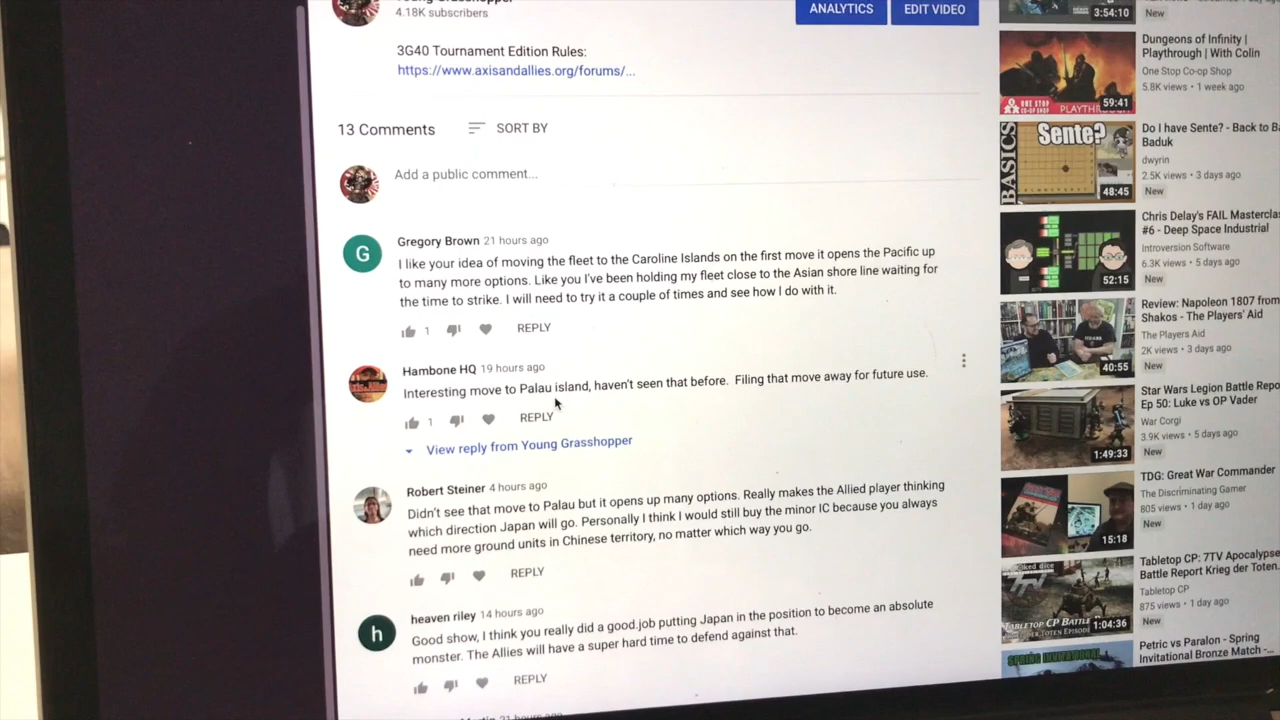 4.18K subscribers
ANALYTICS
EDIT VIDEO
3G40 Tournament Edition Rules:
https://www.axisandallies.org/forums/...
13 Comments
SORT BY
Add a public comment...
G
Gregory Brown 21 hours ago
I like your idea of moving the fleet to the Caroline Islands on the first move it opens the Pacific up
to many more options. Like you I've been holding my fleet close to the Asian shore line waiting for
the time to strike. I will need to try it a couple of times and see how I do with it.
1
REPLY
Hambone HQ 19 hours ago
Interesting move to Palau island, haven't seen that before. Filing that move away for future use.
1
REPLY
View reply from Young Grasshopper
Robert Steiner 4 hours ago
Didn't see that move to Palau but it opens up many options. Really makes the Allied player thinking
which direction Japan will go. Personally I think I would still buy the minor IC because you always
need more ground units in Chinese territory, no matter which way you go.
REPLY
h
heaven riley 14 hours ago
Good show, I think you really did a good.job putting Japan in the position to become an absolute
monster. The Allies will have a super hard time to defend against that.
REPLY
21 hours ago
3:54:10
New
ONE STOP
CO-OP SHOP
PLAYTHR
59:41
Dungeons of Infinity |
Playthrough | With Colin
One Stop Co-op Shop
5.8K views • 1 week ago
BASICS
Sente?
48:45
Do I have Sente? - Back to B
Baduk
dwyrin
2.5K views • 3 days ago
New
52:15
Chris Delay's FAIL Mastercla
#6 - Deep Space Industrial
Introversion Software
6.3K views • 5 days ago
New
40:55
Review: Napoleon 1807 from
Shakos - The Players' Aid
The Players Aid
2K views • 3 days ago
New
1:49:33
Star Wars Legion Battle Repo
Ep 50: Luke vs OP Vader
War Corgi
3.9K views • 5 days ago
New
15:18
TDG: Great War Commander
The Discriminating Gamer
805 views • 1 day ago
New
TABLETOP CP BATTLE
1:04:36
Tabletop CP: 7TV Apocalypse
Battle Report Krieg der Toten.
Tabletop CP
875 views • 1 day ago
New
SPRING INVITATIONAL
Petric vs Paralon - Spring
Invitational Bronze Match -...